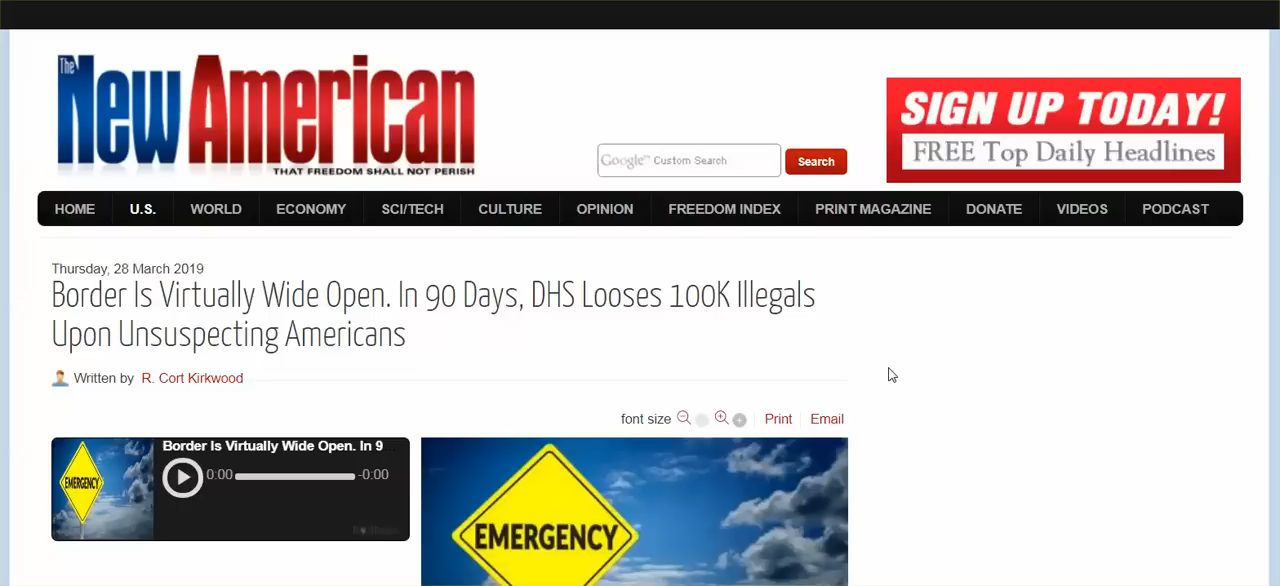 The New American
THAT FREEDOM SHALL NOT PERISH
Google™ Custom Search
Search
SIGN UP TODAY!
FREE Top Daily Headlines
HOME U.S. WORLD ECONOMY SCI/TECH CULTURE OPINION FREEDOM INDEX PRINT MAGAZINE DONATE VIDEOS PODCAST
Thursday, 28 March 2019
Border Is Virtually Wide Open. In 90 Days, DHS Looses 100K Illegals
Upon Unsuspecting Americans
Written by R. Cort Kirkwood
font size Print Email
Border Is Virtually Wide Open. In 9
0:00 -0:00
EMERGENCY
EMERGENCY